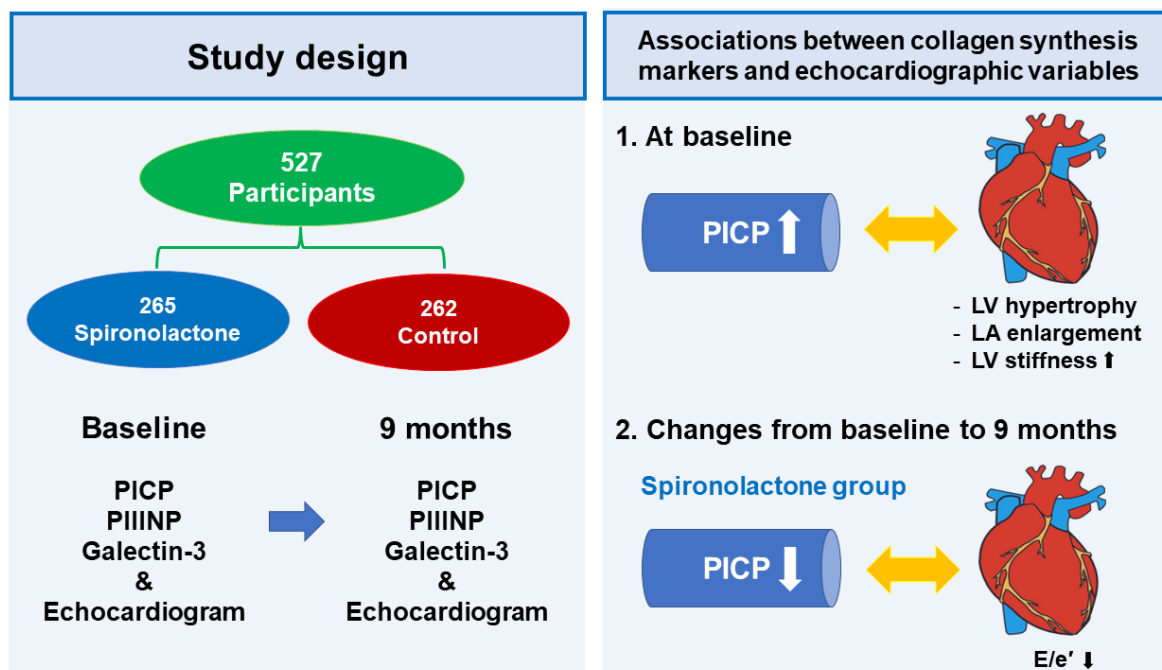 Study design
527
Participants
265
Spironolactone
262
Control
Baseline
9 months
PICP
PIIINP
Galectin-3
&
Echocardiogram
PICP
PIIINP
Galectin-3
&
Echocardiogram
Associations between collagen synthesis
markers and echocardiographic variables
1. At baseline
PICP
- LV hypertrophy
- LA enlargement
- LV stiffness ⬆
2. Changes from baseline to 9 months
Spironolactone group
PICP
E/e′ ⬇